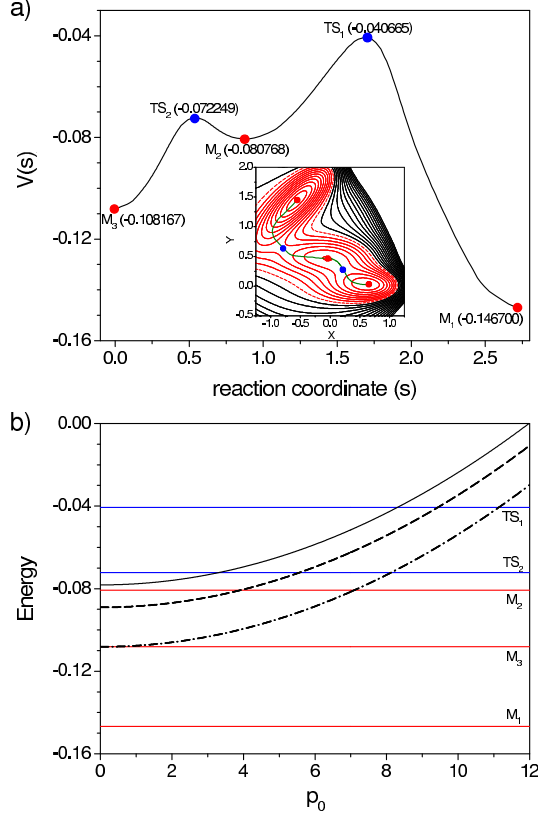 a)
-0.04
-0.08
-0.12
-0.16
V(s)
TS₁ (-0.040665)
TS₂ (-0.072249)
M₂ (-0.080768)
M₃ (-0.108167)
M₁ (-0.146700)
2.0
1.5
1.0
0.5
0.0
-0.5
Y
-1.0 -0.5 0.0 0.5 1.0
X
0.0 0.5 1.0 1.5 2.0 2.5
reaction coordinate (s)
b)
0.00
-0.04
-0.08
-0.12
-0.16
Energy
TS₁
TS₂
M₂
M₃
M₁
0 2 4 6 8 10 12
p₀